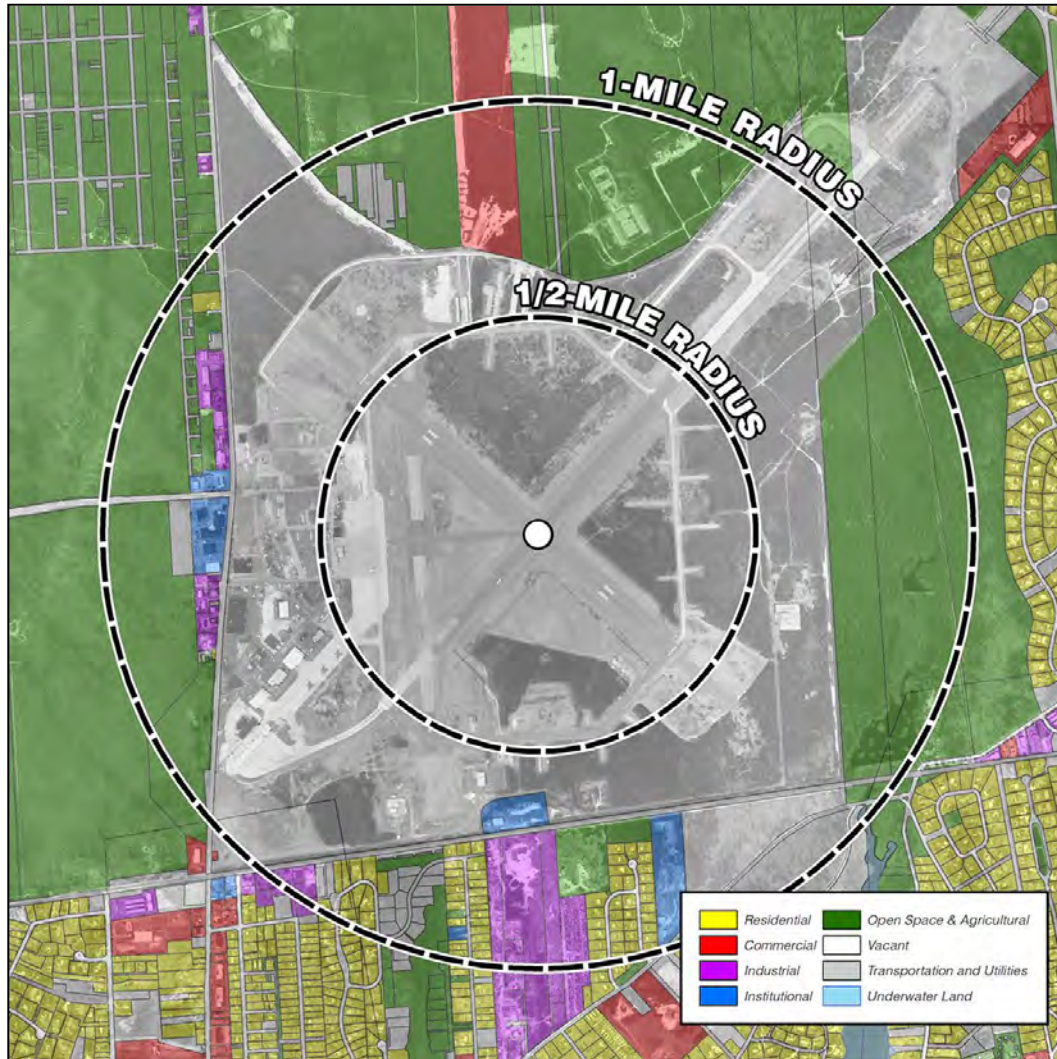 1-MILE RADIUS
1/2-MILE RADIUS
Residential
Commercial
Industrial
Institutional
Open Space & Agricultural
Vacant
Transportation and Utilities
Underwater Land